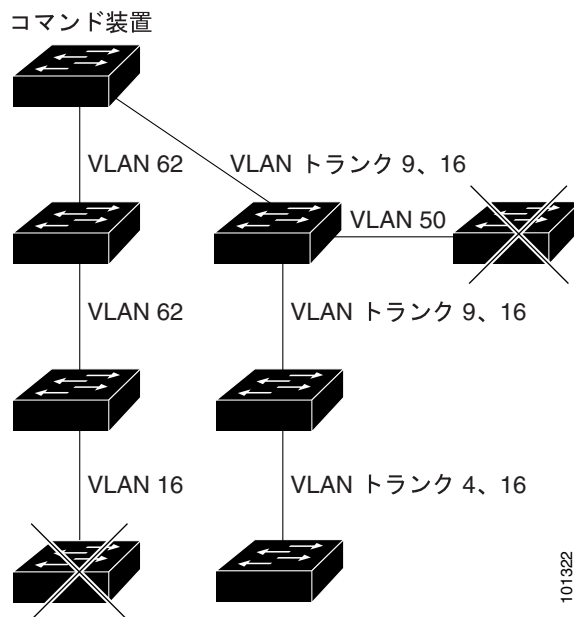 コマンド装置
VLAN 62
VLAN トランク 9、16
VLAN 50
VLAN 62
VLAN トランク 9、16
VLAN 16
VLAN トランク 4、16
101322